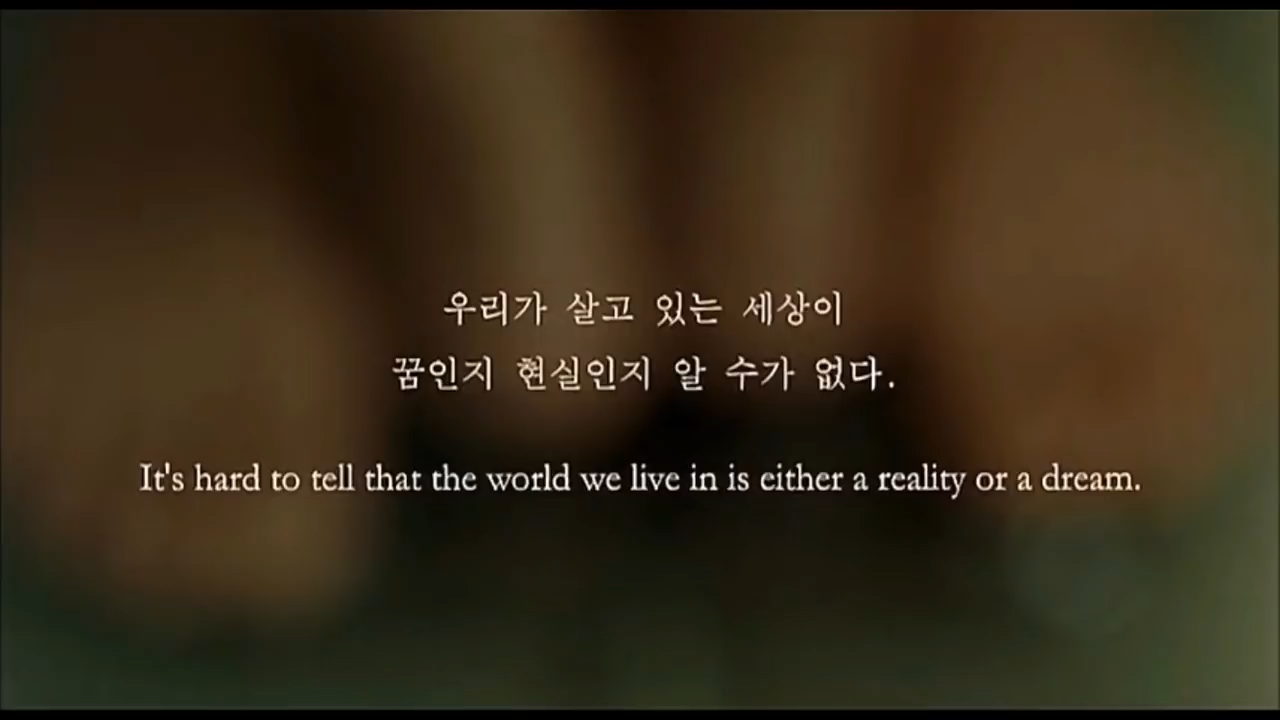 우리가 살고 있는 세상이
꿈인지 현실인지 알 수가 없다.
It's hard to tell that the world we live in is either a reality or a dream.